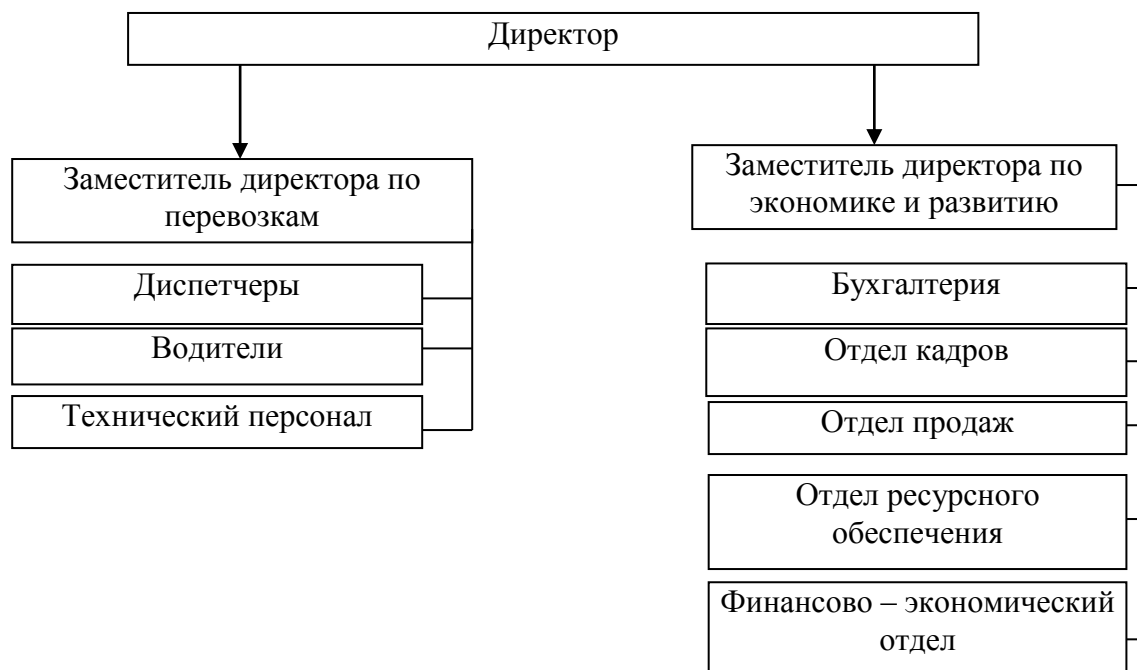 Директор
Заместитель директора по
перевозкам
Диспетчеры
Водители
Технический персонал
Заместитель директора по
экономике и развитию
Бухгалтерия
Отдел кадров
Отдел продаж
Отдел ресурсного
обеспечения
Финансово – экономический
отдел